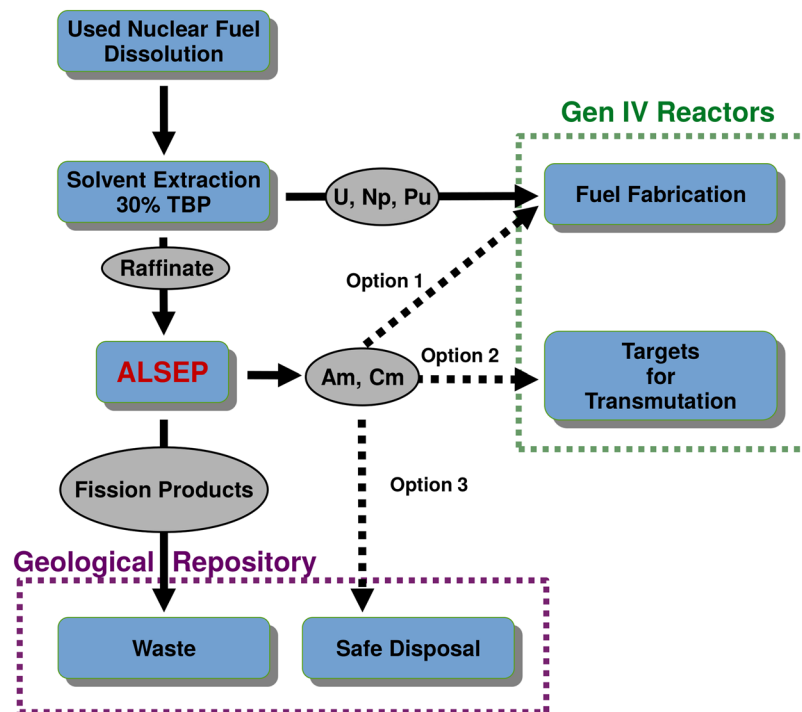 Used Nuclear Fuel
Dissolution
Gen IV Reactors
Solvent Extraction
30% TBP
U, Np, Pu
Fuel Fabrication
Raffinate
Option 1
ALSEP
Am, Cm
Option 2
Targets
for
Transmutation
Fission Products
Option 3
Geological Repository
Waste
Safe Disposal